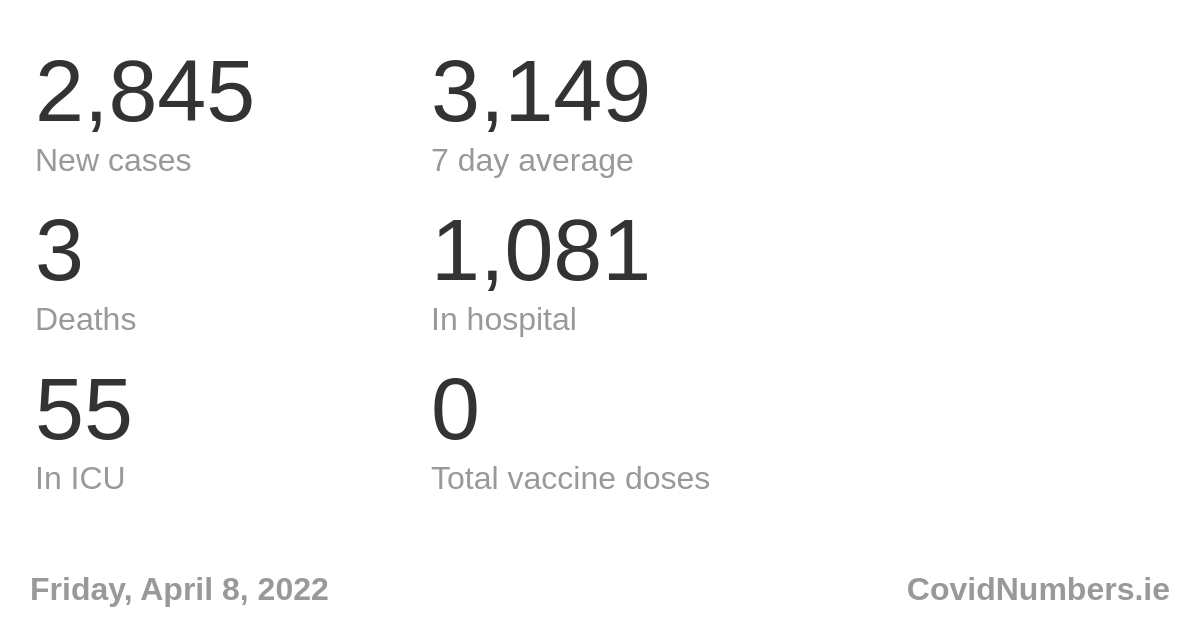 2,845
New cases
3,149
7 day average
3
Deaths
1,081
In hospital
55
In ICU
0
Total vaccine doses
Friday, April 8, 2022
CovidNumbers.ie